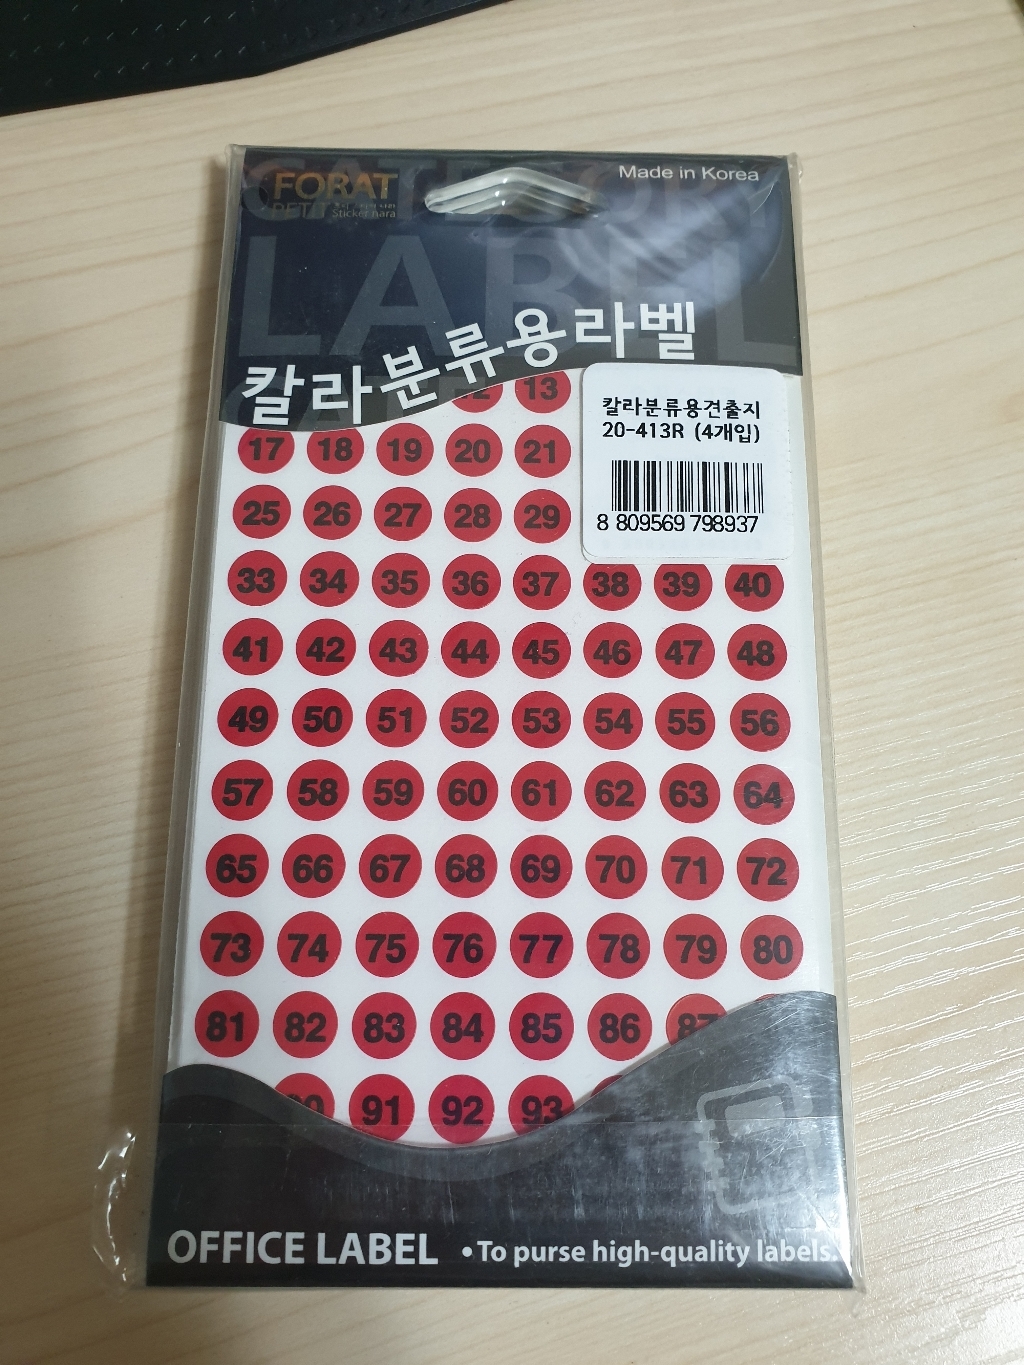 FORAT
PETIT
Sticker nara
Made in Korea
CATEGORY
LABEL
칼라분류용라벨
칼라분류용견출지
20-413R (4개입)
8 809569 798937
12 13
17 18 19 20 21
25 26 27 28 29
33 34 35 36 37 38 39 40
41 42 43 44 45 46 47 48
49 50 51 52 53 54 55 56
57 58 59 60 61 62 63 64
65 66 67 68 69 70 71 72
73 74 75 76 77 78 79 80
81 82 83 84 85 86 87
90 91 92 93
OFFICE LABEL
•To purse high-quality labels.